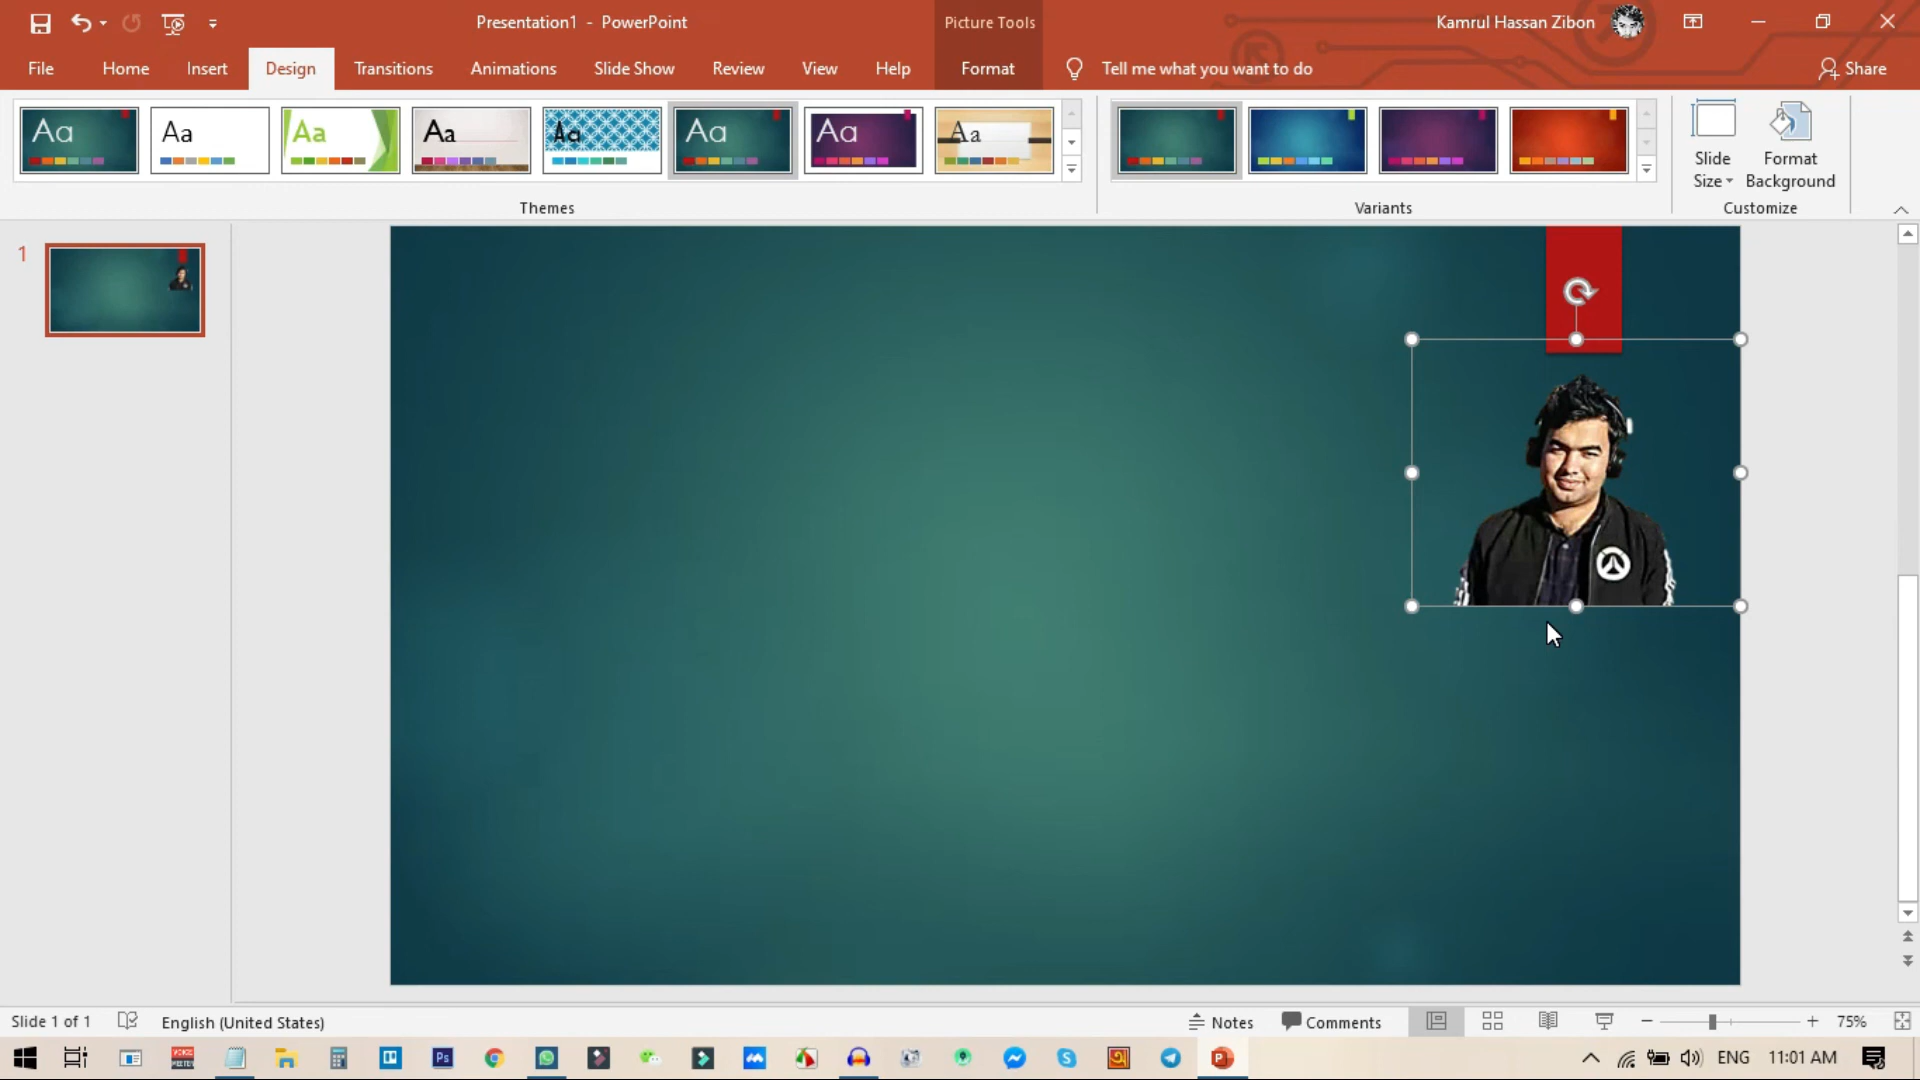 Presentation1 - PowerPoint
Picture Tools
Kamrul Hassan Zibon
File Home Insert Design Transitions Animations Slide Show Review View Help Format Tell me what you want to do Share
Aa Aa Aa Aa Aa Aa Aa Aa
Slide Size
Format Background
Themes Variants Customize
1
Slide 1 of 1 English (United States) Notes Comments 75%
Ps
ENG 11:01 AM